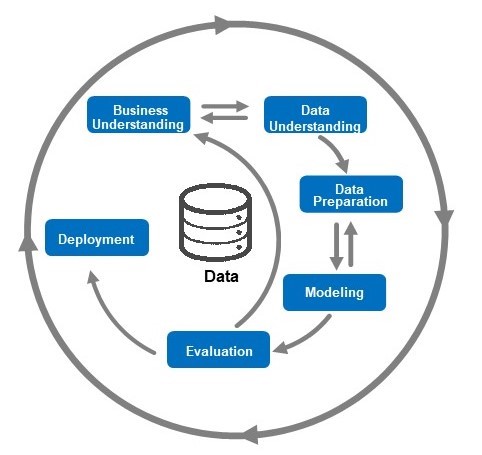 Business
Understanding
Data
Understanding
Data
Preparation
Deployment
Data
Modeling
Evaluation